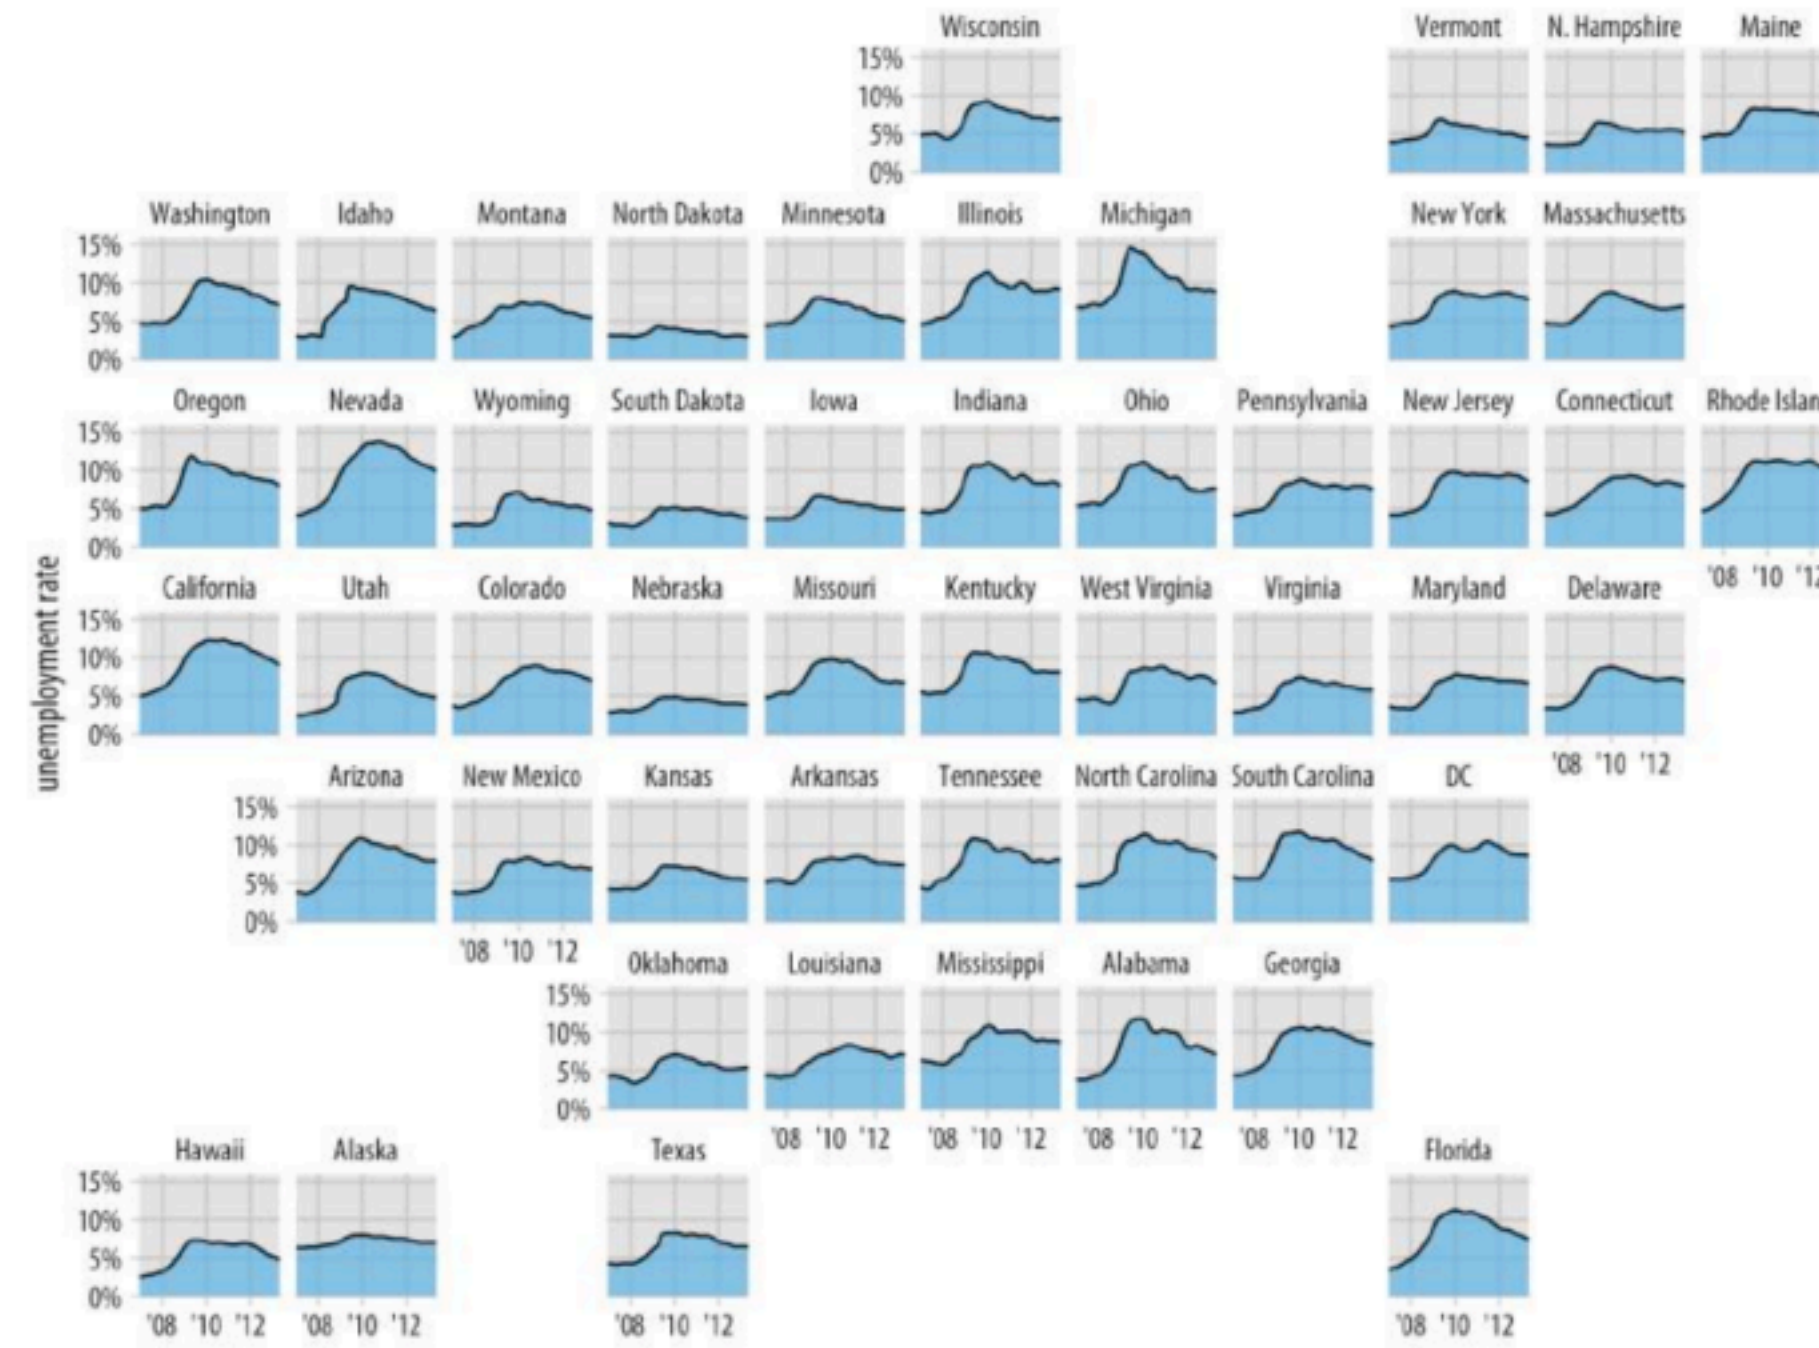 Wisconsin Vermont N. Hampshire Maine
15%
10%
5%
0%
Washington Idaho Montana North Dakota Minnesota Illinois Michigan New York Massachusetts
15%
10%
5%
0%
Oregon Nevada Wyoming South Dakota Iowa Indiana Ohio Pennsylvania New Jersey Connecticut Rhode Islan
15%
10%
5%
0%
'08 '10 '12
unemployment rate
California Utah Colorado Nebraska Missouri Kentucky West Virginia Virginia Maryland Delaware
15%
10%
5%
0%
'08 '10 '12
Arizona New Mexico Kansas Arkansas Tennessee North Carolina South Carolina DC
15%
10%
5%
0%
'08 '10 '12
Oklahoma Louisiana Mississippi Alabama Georgia
15%
10%
5%
0%
'08 '10 '12 '08 '10 '12 '08 '10 '12 '08 '10 '12
Hawaii Alaska Texas Florida
15%
10%
5%
0%
'08 '10 '12 '08 '10 '12 '08 '10 '12 '08 '10 '12